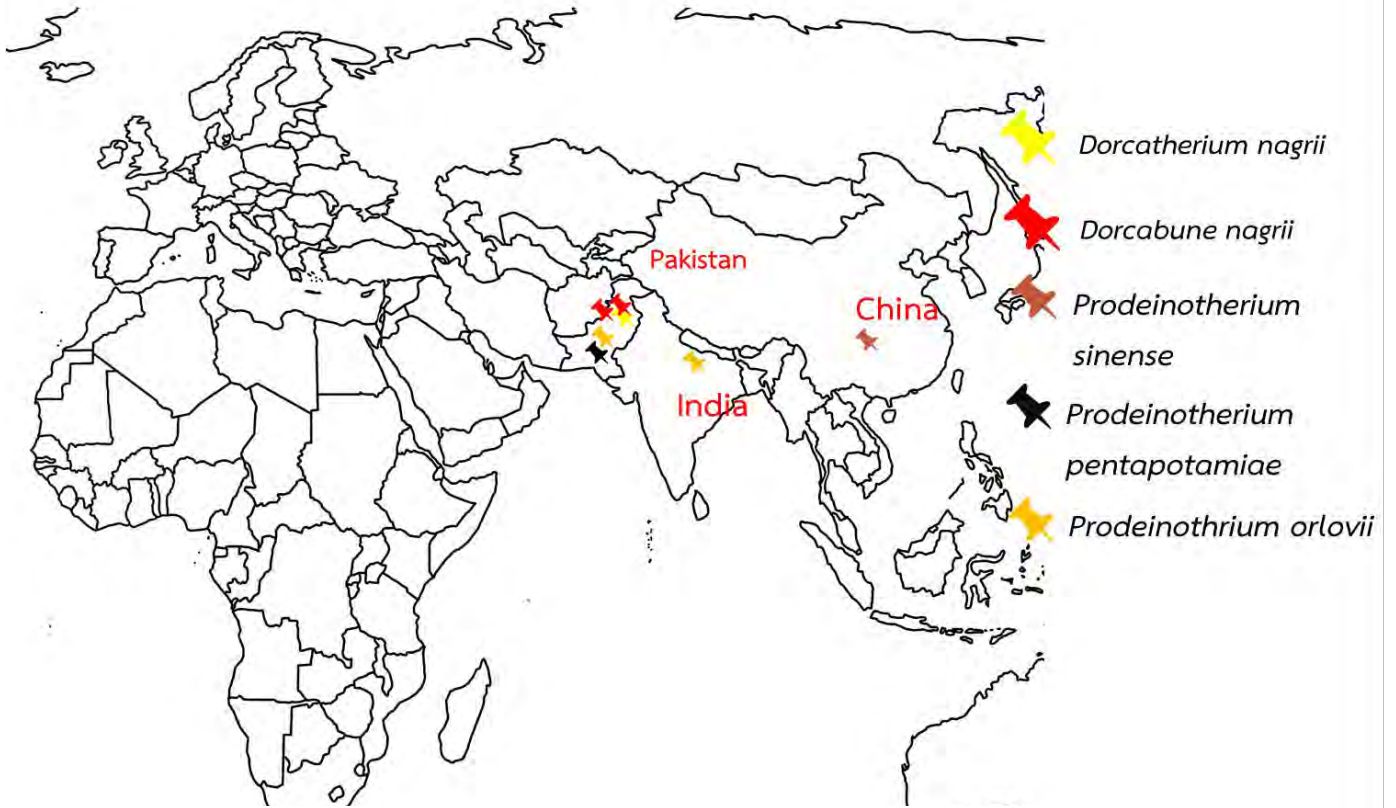 Pakistan
China
India
Dorcatherium nagrii
Dorcabune nagrii
Prodeinotherium
sinense
Prodeinotherium
pentapotamiae
Prodeinothrium orlovii